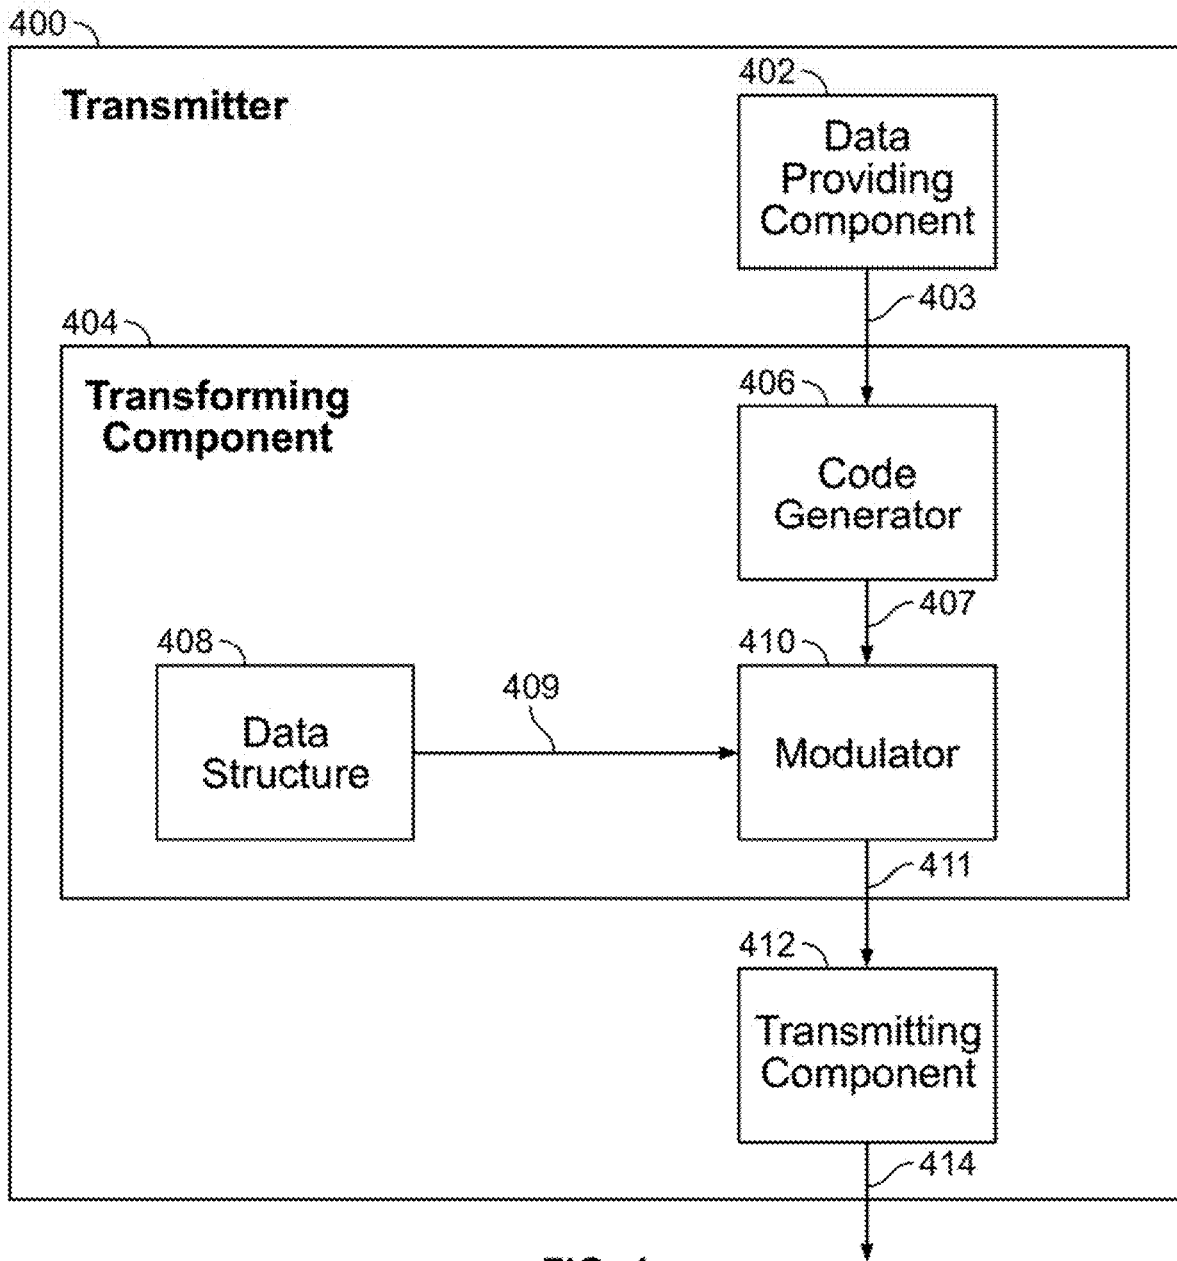 400
Transmitter
402
Data
Providing
Component
403
404
Transforming
Component
406
Code
Generator
407
408
Data
Structure
409
410
Modulator
411
412
Transmitting
Component
414